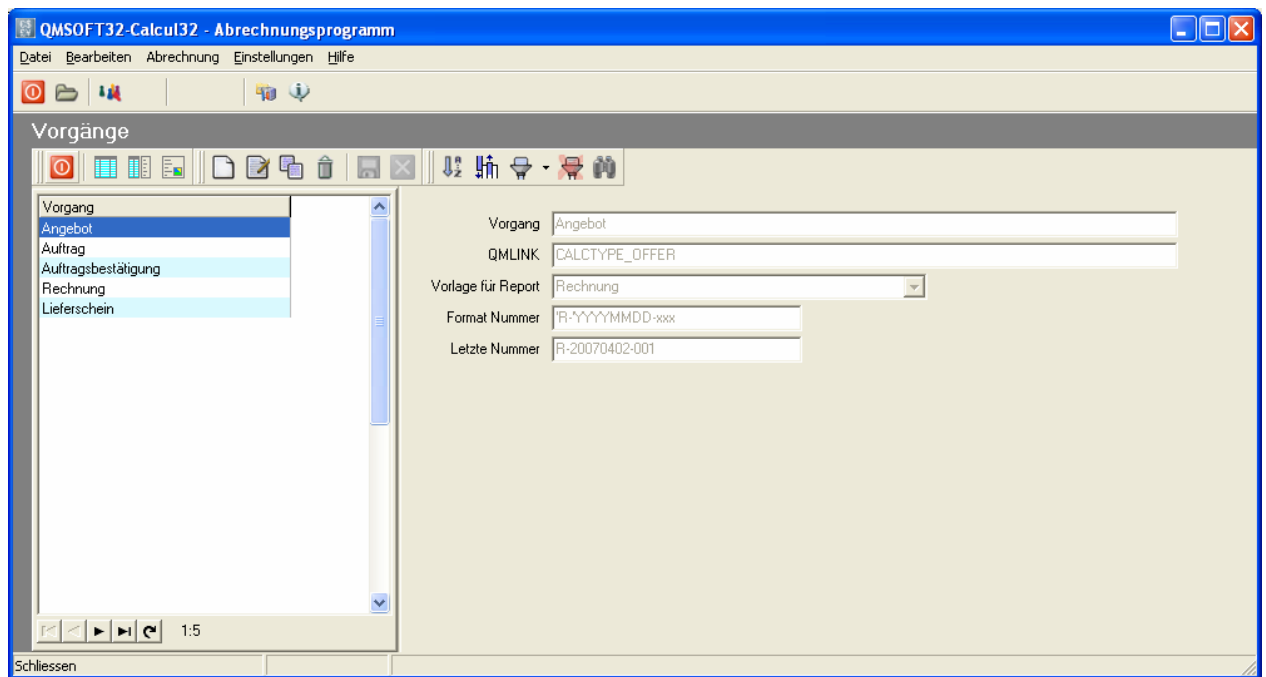 QMSOFT32-Calcul32 - Abrechnungsprogramm
Datei Bearbeiten Abrechnung Einstellungen Hilfe
Vorgänge
Vorgang
Angebot
Auftrag
Auftragsbestätigung
Rechnung
Lieferschein
1:5
Vorgang Angebot
QMLINK CALCTYPE_OFFER
Vorlage für Report Rechnung
Format Nummer 'R-'YYYYMMDD-xxx
Letzte Nummer R-20070402-001
Schliessen